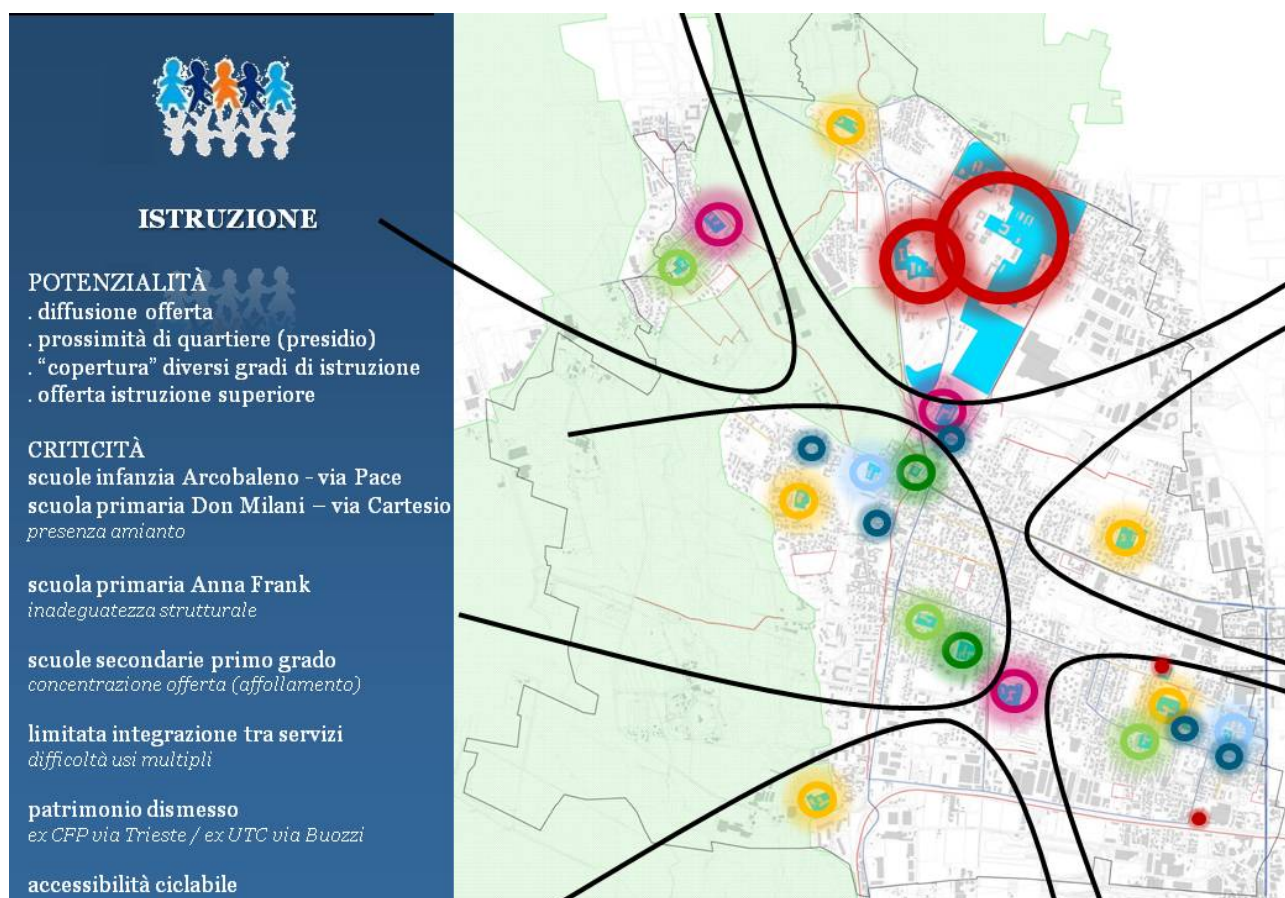 ISTRUZIONE
POTENZIALITÀ
. diffusione offerta
. prossimità di quartiere (presidio)
. “copertura” diversi gradi di istruzione
. offerta istruzione superiore
CRITICITÀ
scuole infanzia Arcobaleno - via Pace
scuola primaria Don Milani – via Cartesio
presenza amianto
scuola primaria Anna Frank
inadeguatezza strutturale
scuole secondarie primo grado
concentrazione offerta (affollamento)
limitata integrazione tra servizi
difficoltà usi multipli
patrimonio dismesso
ex CFP via Trieste / ex UTC via Buozzi
accessibilità ciclabile